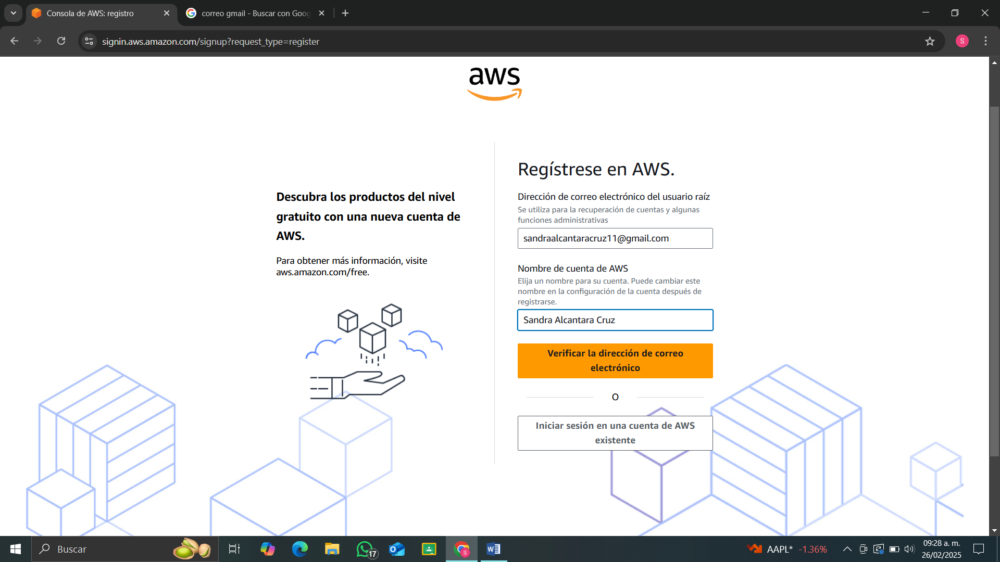 Consola de AWS: registro
correo gmail - Buscar con Goog
signin.aws.amazon.com/signup?request_type=register
S
aws
Descubra los productos del nivel
gratuito con una nueva cuenta de
AWS.
Para obtener más información, visite
aws.amazon.com/free.
Regístrese en AWS.
Dirección de correo electrónico del usuario raíz
Se utiliza para la recuperación de cuentas y algunas
funciones administrativas
sandraalcantaracruz11@gmail.com
Nombre de cuenta de AWS
Elija un nombre para su cuenta. Puede cambiar este
nombre en la configuración de la cuenta después de
registrarse.
Sandra Alcantara Cruz
Verificar la dirección de correo
electrónico
O
Iniciar sesión en una cuenta de AWS
existente
Buscar
17
S
AAPL* -1.36%
09:28 a. m.
26/02/2025